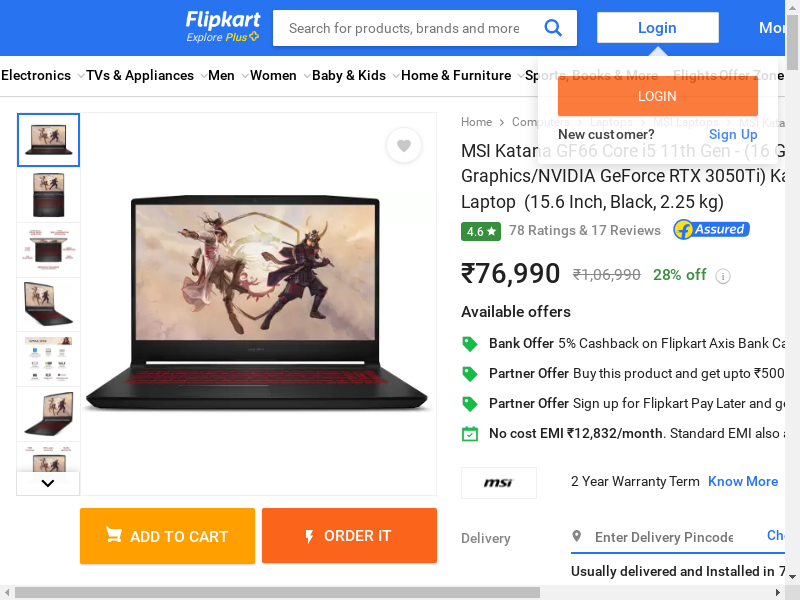 Flipkart
Explore Plus
Search for products, brands and more
Login
Mor
Electronics
TVs & Appliances
Men
Women
Baby & Kids
Home & Furniture
Sports, Books & More
Flights
Offer Zone
LOGIN
New customer? Sign Up
Home > Computers > Laptops > MSI Laptops > MSI Kata
MSI Katana GF66 Core i5 11th Gen - (16 G
Graphics/NVIDIA GeForce RTX 3050Ti) Ka
Laptop (15.6 Inch, Black, 2.25 kg)
4.6 ★ 78 Ratings & 17 Reviews Assured
₹76,990 ₹1,06,990 28% off
Available offers
Bank Offer 5% Cashback on Flipkart Axis Bank Ca
Partner Offer Buy this product and get upto ₹500
Partner Offer Sign up for Flipkart Pay Later and ge
No cost EMI ₹12,832/month. Standard EMI also a
msi
2 Year Warranty Term Know More
ADD TO CART
ORDER IT
Delivery
Enter Delivery Pincode
Che
Usually delivered and Installed in 7